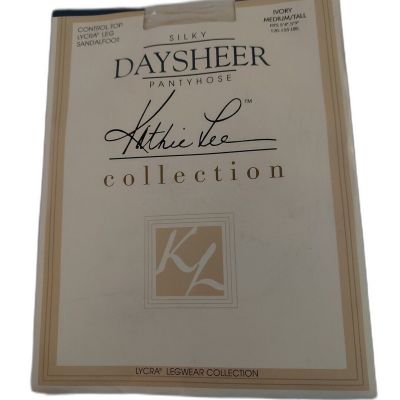 CONTROL TOP
LYCRA® LEG
SANDALFOOT
IVORY
MEDIUM/TALL
SILKY
DAYSHEER
PANTYHOSE
Kathie Lee™
collection
KL
LYCRA® LEGWEAR COLLECTION